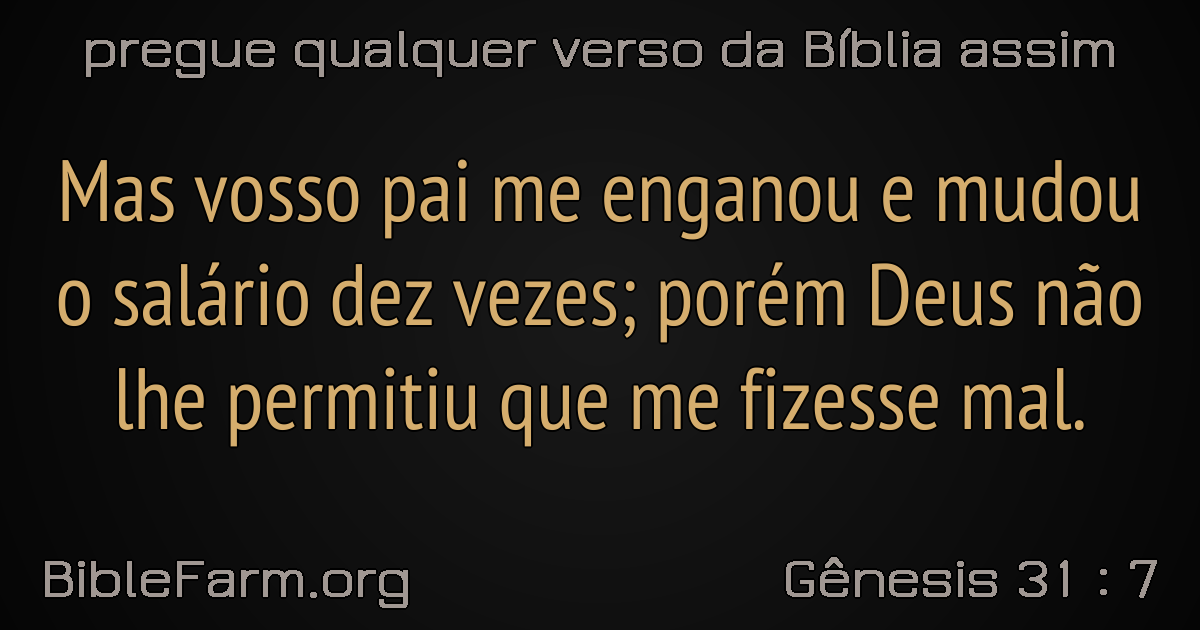 pregue qualquer verso da Bíblia assim
Mas vosso pai me enganou e mudou
o salário dez vezes; porém Deus não
lhe permitiu que me fizesse mal.
BibleFarm.org
Gênesis 31 : 7